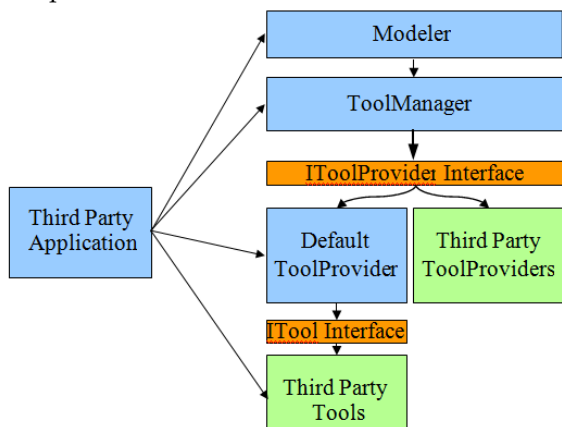 Modeler
ToolManager
IToolProvider Interface
Third Party
Application
Default
ToolProvider
Third Party
ToolProviders
ITool Interface
Third Party
Tools